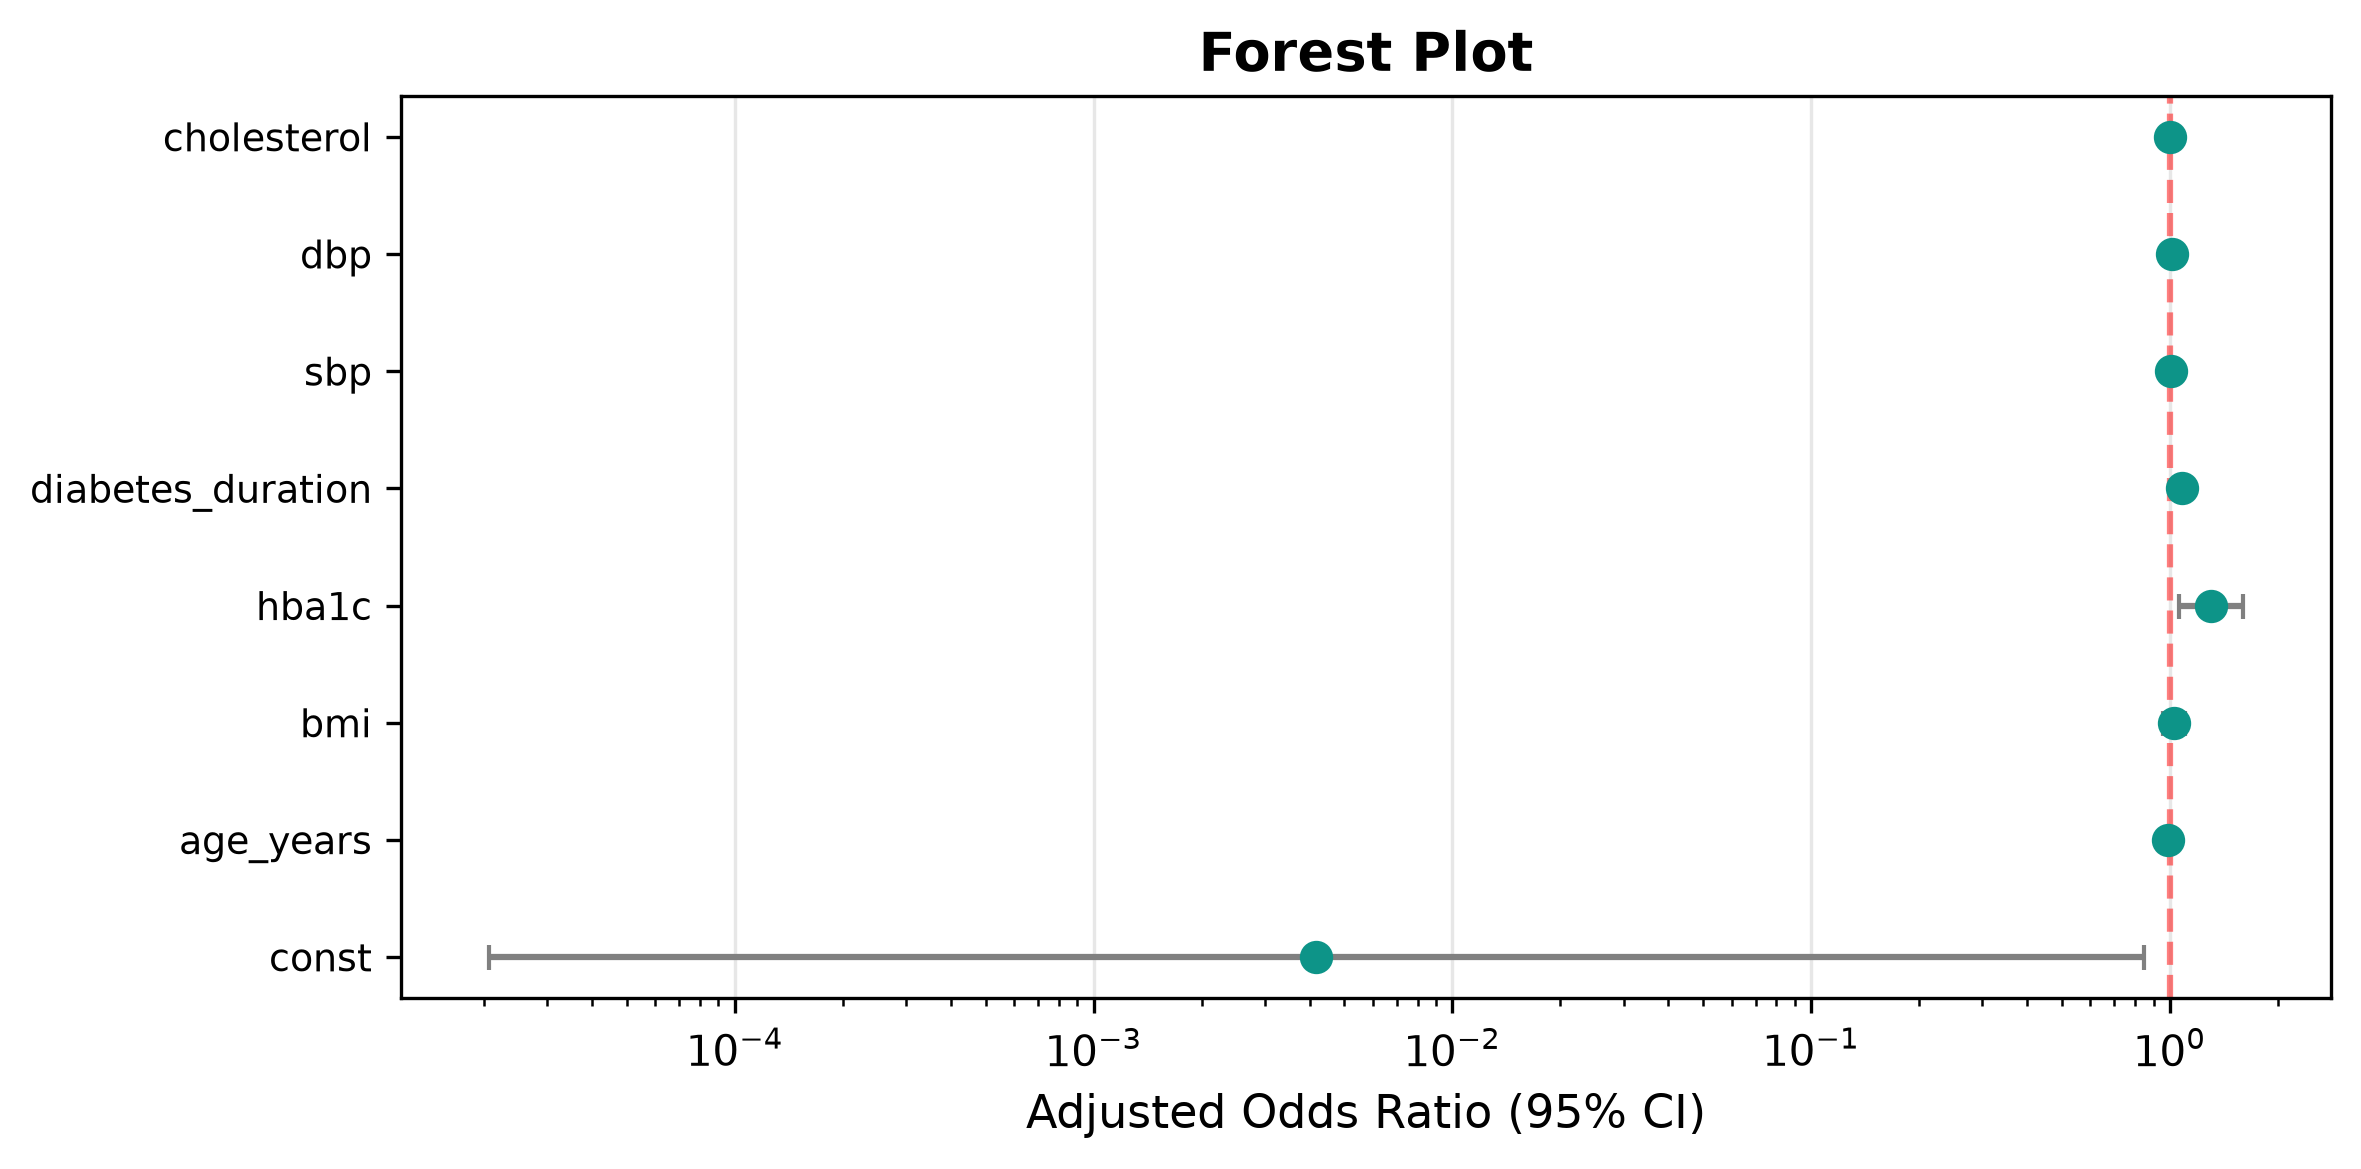 Forest Plot
cholesterol
dbp
sbp
diabetes_duration
hba1c
bmi
age_years
const
10⁻⁴ 10⁻³ 10⁻² 10⁻¹ 10⁰
Adjusted Odds Ratio (95% CI)